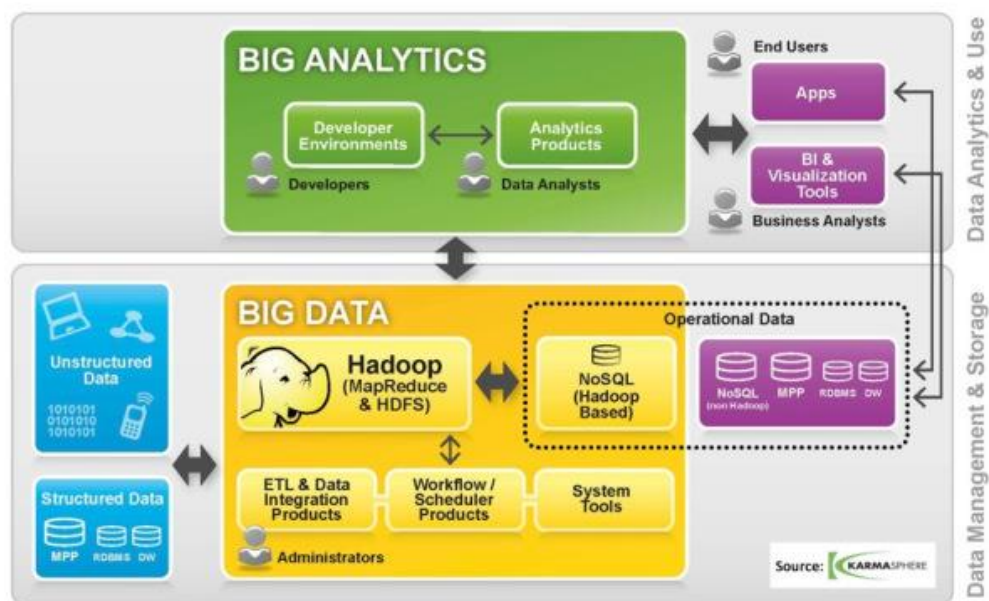 BIG ANALYTICS
Developer
Environments
Analytics
Products
Developers
Data Analysts
End Users
Apps
BI &
Visualization
Tools
Business Analysts
Data Analytics & Use
Unstructured
Data
1010101
0101010
1010101
Structured Data
MPP
RDBMS
DW
BIG DATA
Hadoop
(MapReduce
& HDFS)
Operational Data
NoSQL
(Hadoop
Based)
NoSQL
(non Hadoop)
MPP
RDBMS
DW
ETL & Data
Integration
Products
Workflow /
Scheduler
Products
System
Tools
Administrators
Data Management & Storage
Source: KARMASPHERE